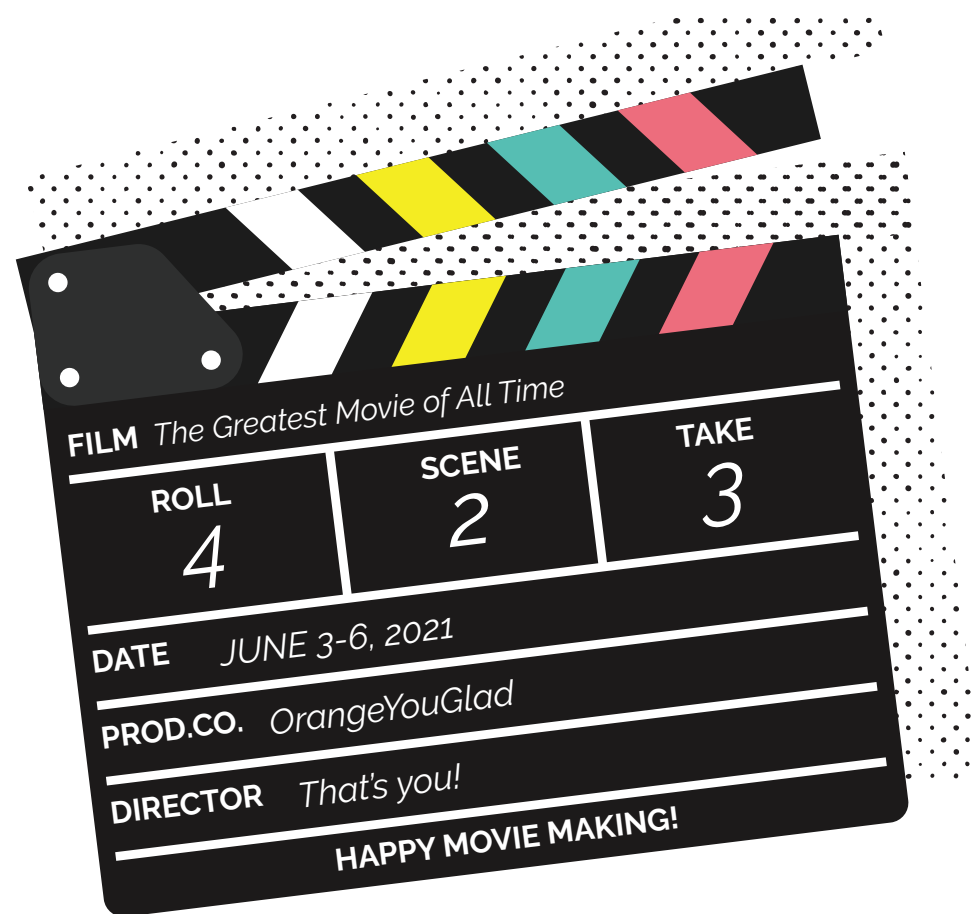 FILM The Greatest Movie of All Time
ROLL SCENE TAKE
4 2 3
DATE JUNE 3-6, 2021
PROD.CO. OrangeYouGlad
DIRECTOR That's you!
HAPPY MOVIE MAKING!